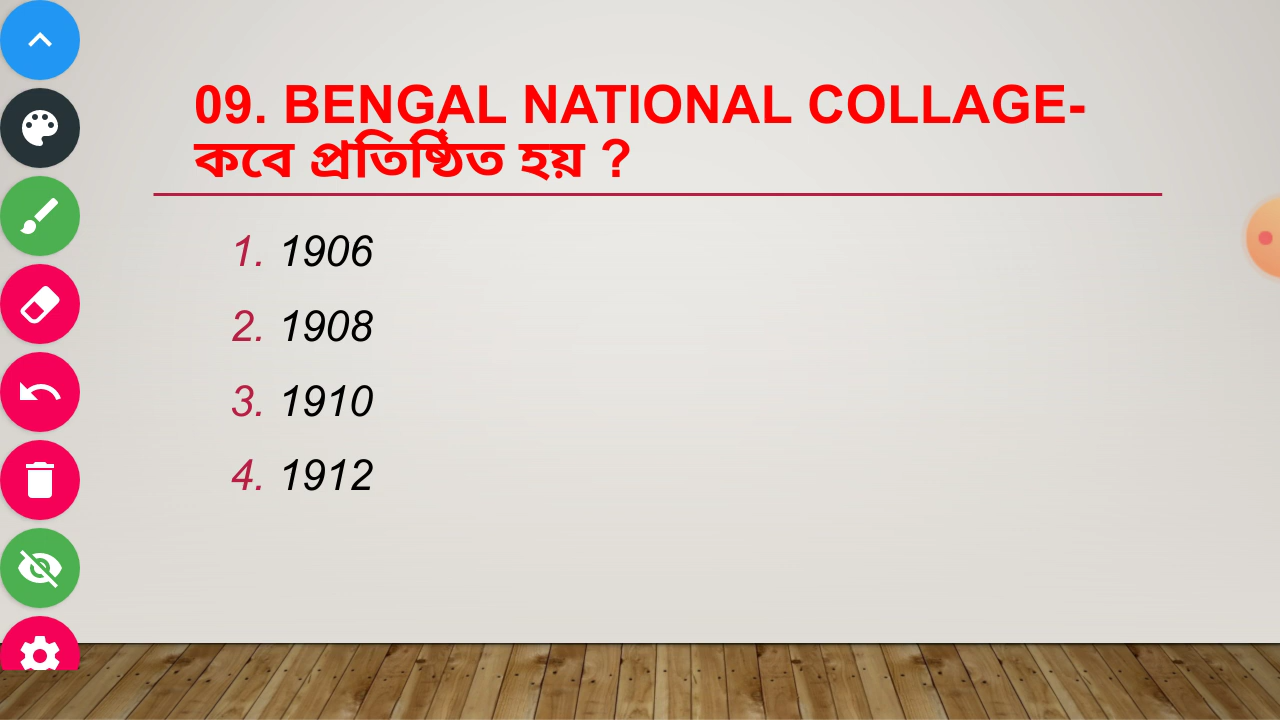 09. BENGAL NATIONAL COLLAGE-
কবে প্রতিষ্ঠিত হয় ?
1. 1906
2. 1908
3. 1910
4. 1912